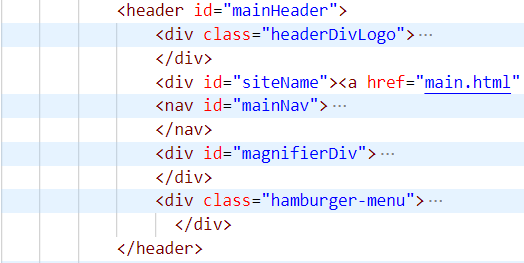 <header id="mainHeader">
<div class="headerDivLogo">···
</div>
<div id="siteName"><a href="main.html"
<nav id="mainNav">···
</nav>
<div id="magnifierDiv">···
</div>
<div class="hamburger-menu">···
</div>
</header>